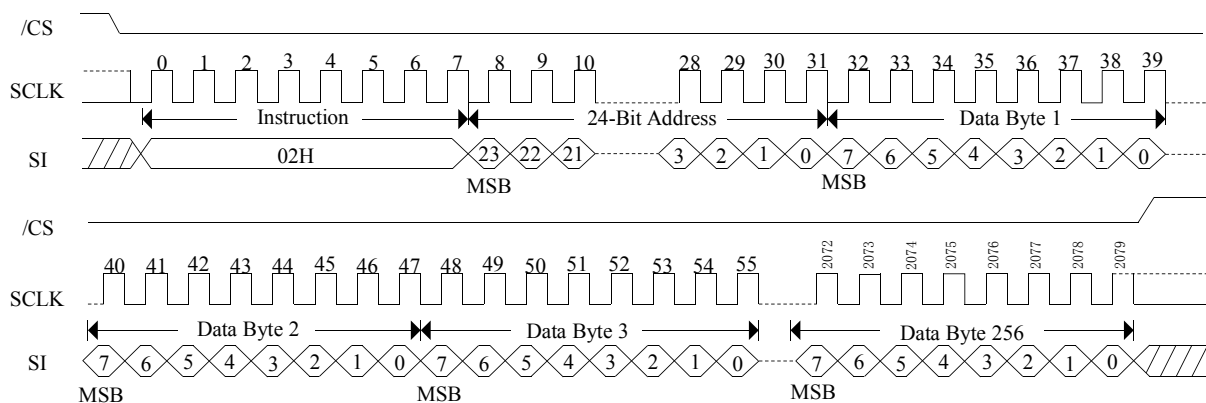 /CS
0 1 2 3 4 5 6 7 8 9 10 28 29 30 31 32 33 34 35 36 37 38 39
SCLK
Instruction 24-Bit Address Data Byte 1
SI 02H 23 22 21 3 2 1 0 7 6 5 4 3 2 1 0
MSB MSB
/CS
40 41 42 43 44 45 46 47 48 49 50 51 52 53 54 55 2072 2073 2074 2075 2076 2077 2078 2079
SCLK
Data Byte 2 Data Byte 3 Data Byte 256
SI 7 6 5 4 3 2 1 0 7 6 5 4 3 2 1 0 7 6 5 4 3 2 1 0
MSB MSB MSB